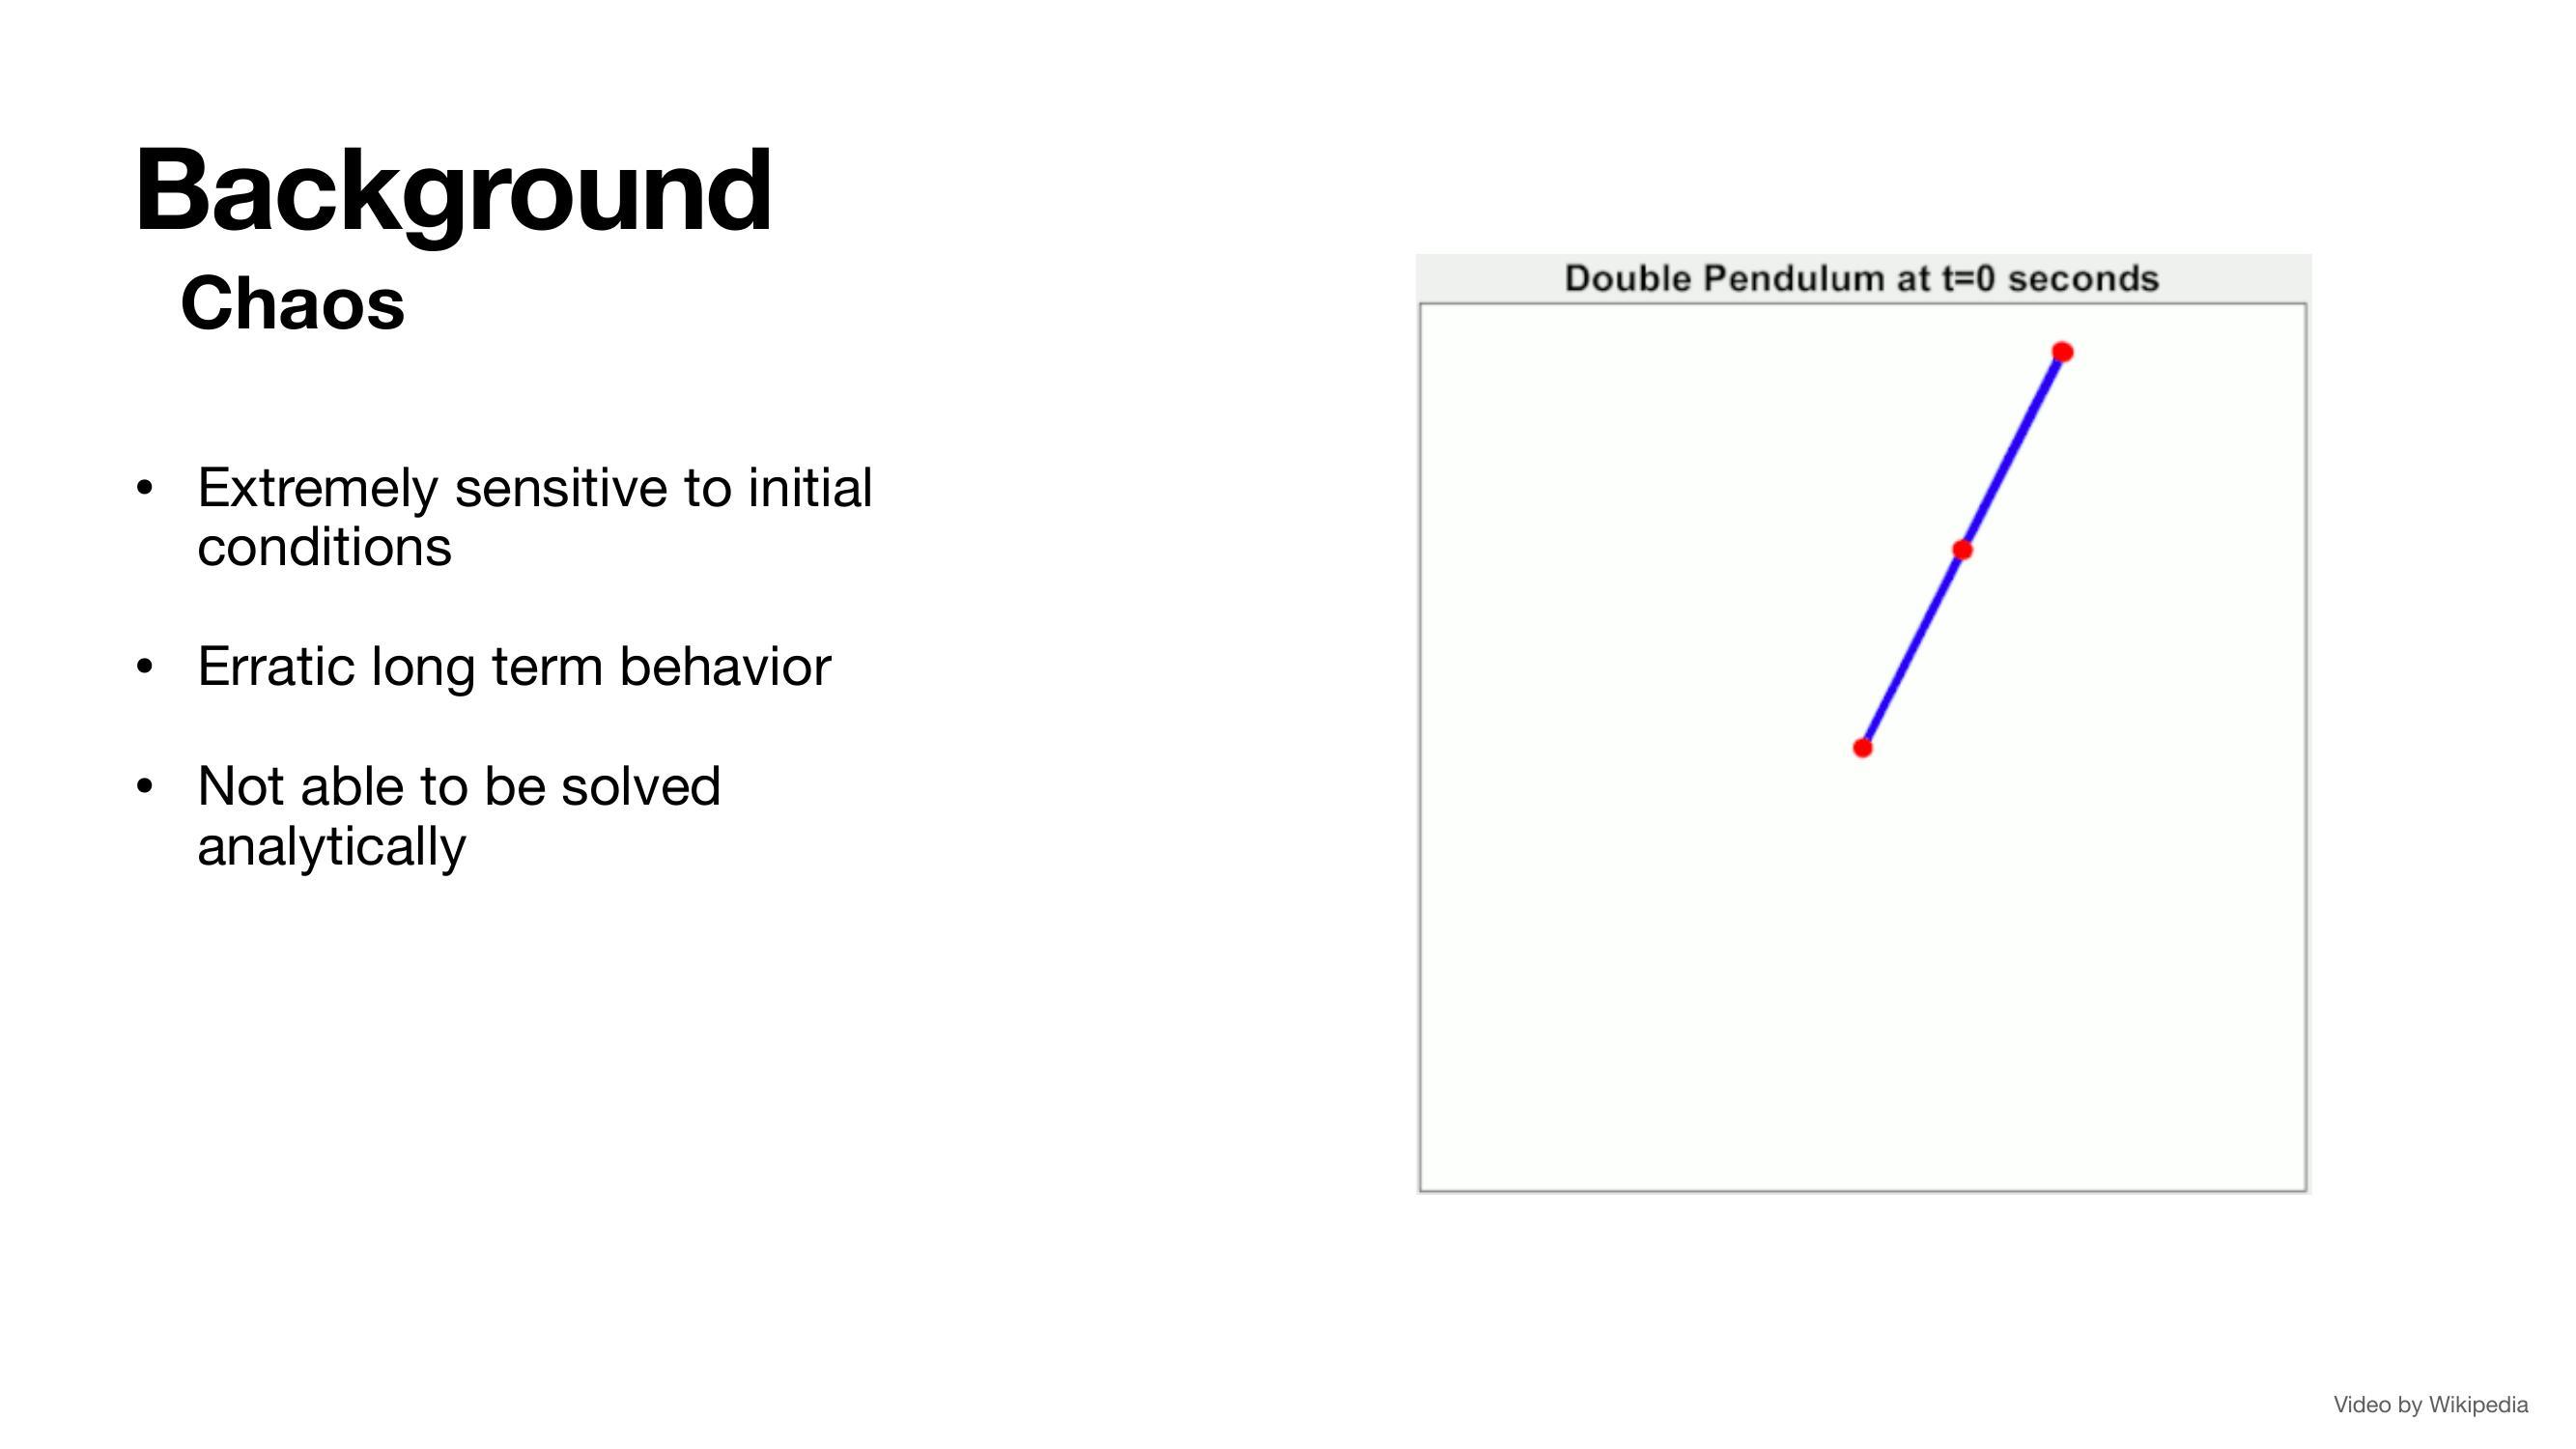 Background
Chaos
• Extremely sensitive to initial
conditions
• Erratic long term behavior
• Not able to be solved
analytically
Double Pendulum at t=0 seconds
Video by Wikipedia